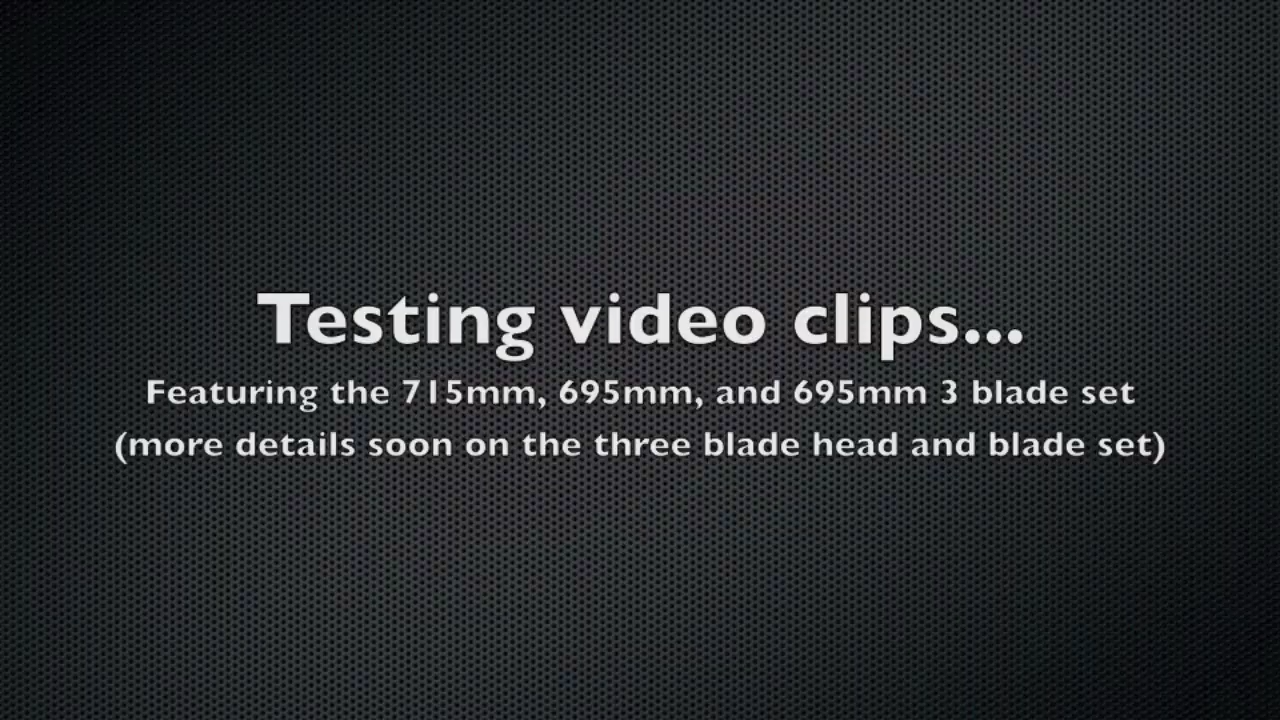 Testing video clips...
Featuring the 715mm, 695mm, and 695mm 3 blade set
(more details soon on the three blade head and blade set)